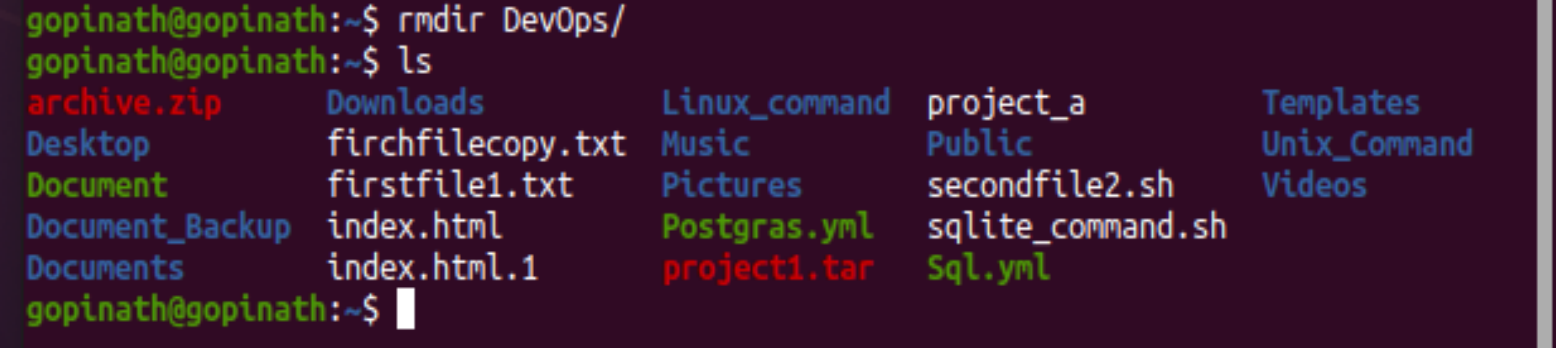 gopinath@gopinath:~$ rmdir DevOps/
gopinath@gopinath:~$ ls
archive.zip Downloads Linux_command project_a Templates
Desktop firchfilecopy.txt Music Public Unix_Command
Document firstfile1.txt Pictures secondfile2.sh Videos
Document_Backup index.html Postgras.yml sqlite_command.sh
Documents index.html.1 project1.tar Sql.yml
gopinath@gopinath:~$